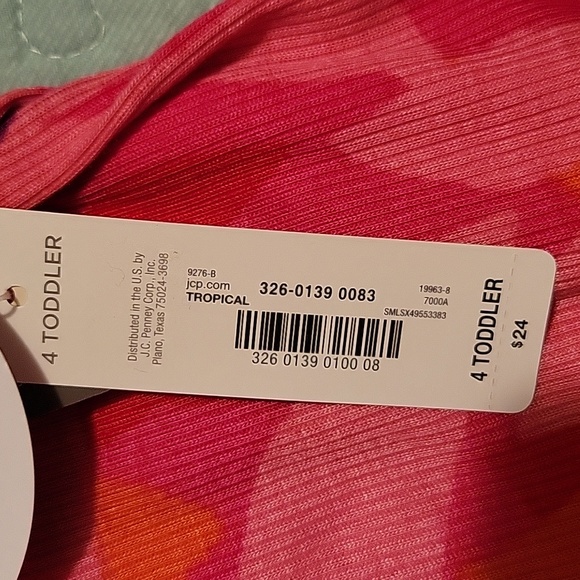 4 TODDLER
Distributed in the U.S. by
J.C. Penney Corp., Inc.
Plano, Texas 75024-3698
9276-B
jcp.com
TROPICAL
326-0139 0083
19963-8
7000A
SMLSX49553383
326 0139 0100 08
4 TODDLER
$24